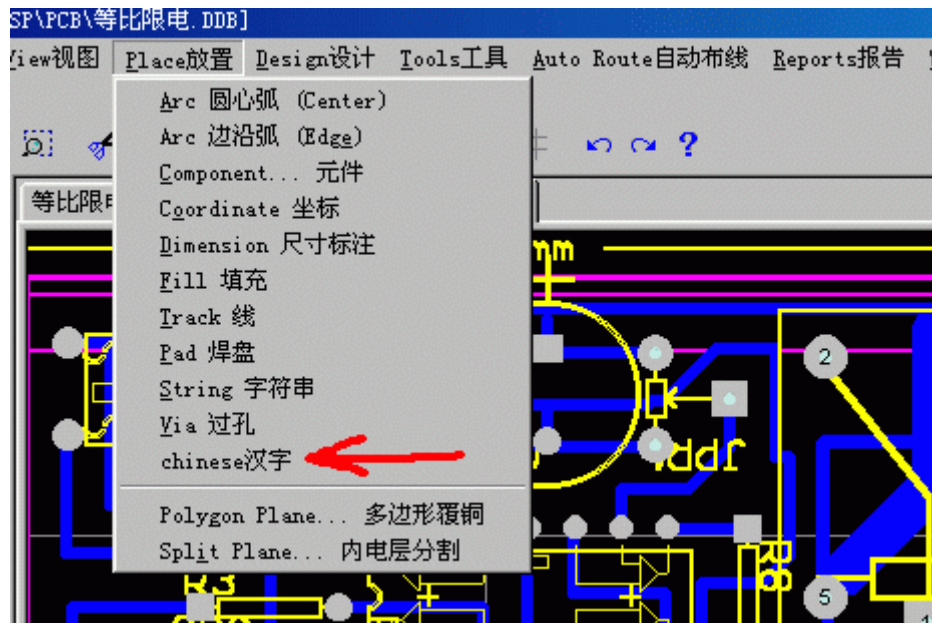 SP\PCB\等比限电.DDB]
View视图 Place放置 Design设计 Tools工具 Auto Route自动布线 Reports报告
Arc 圆心弧 (Center)
Arc 边沿弧 (Edge)
Component... 元件
等比限电
Coordinate 坐标
Dimension 尺寸标注
mm
Fill 填充
Track 线
Pad 焊盘
2
String 字符串
Via 过孔
chinese汉字
Polygon Plane... 多边形覆铜
Split Plane... 内电层分割
R3
R8
5